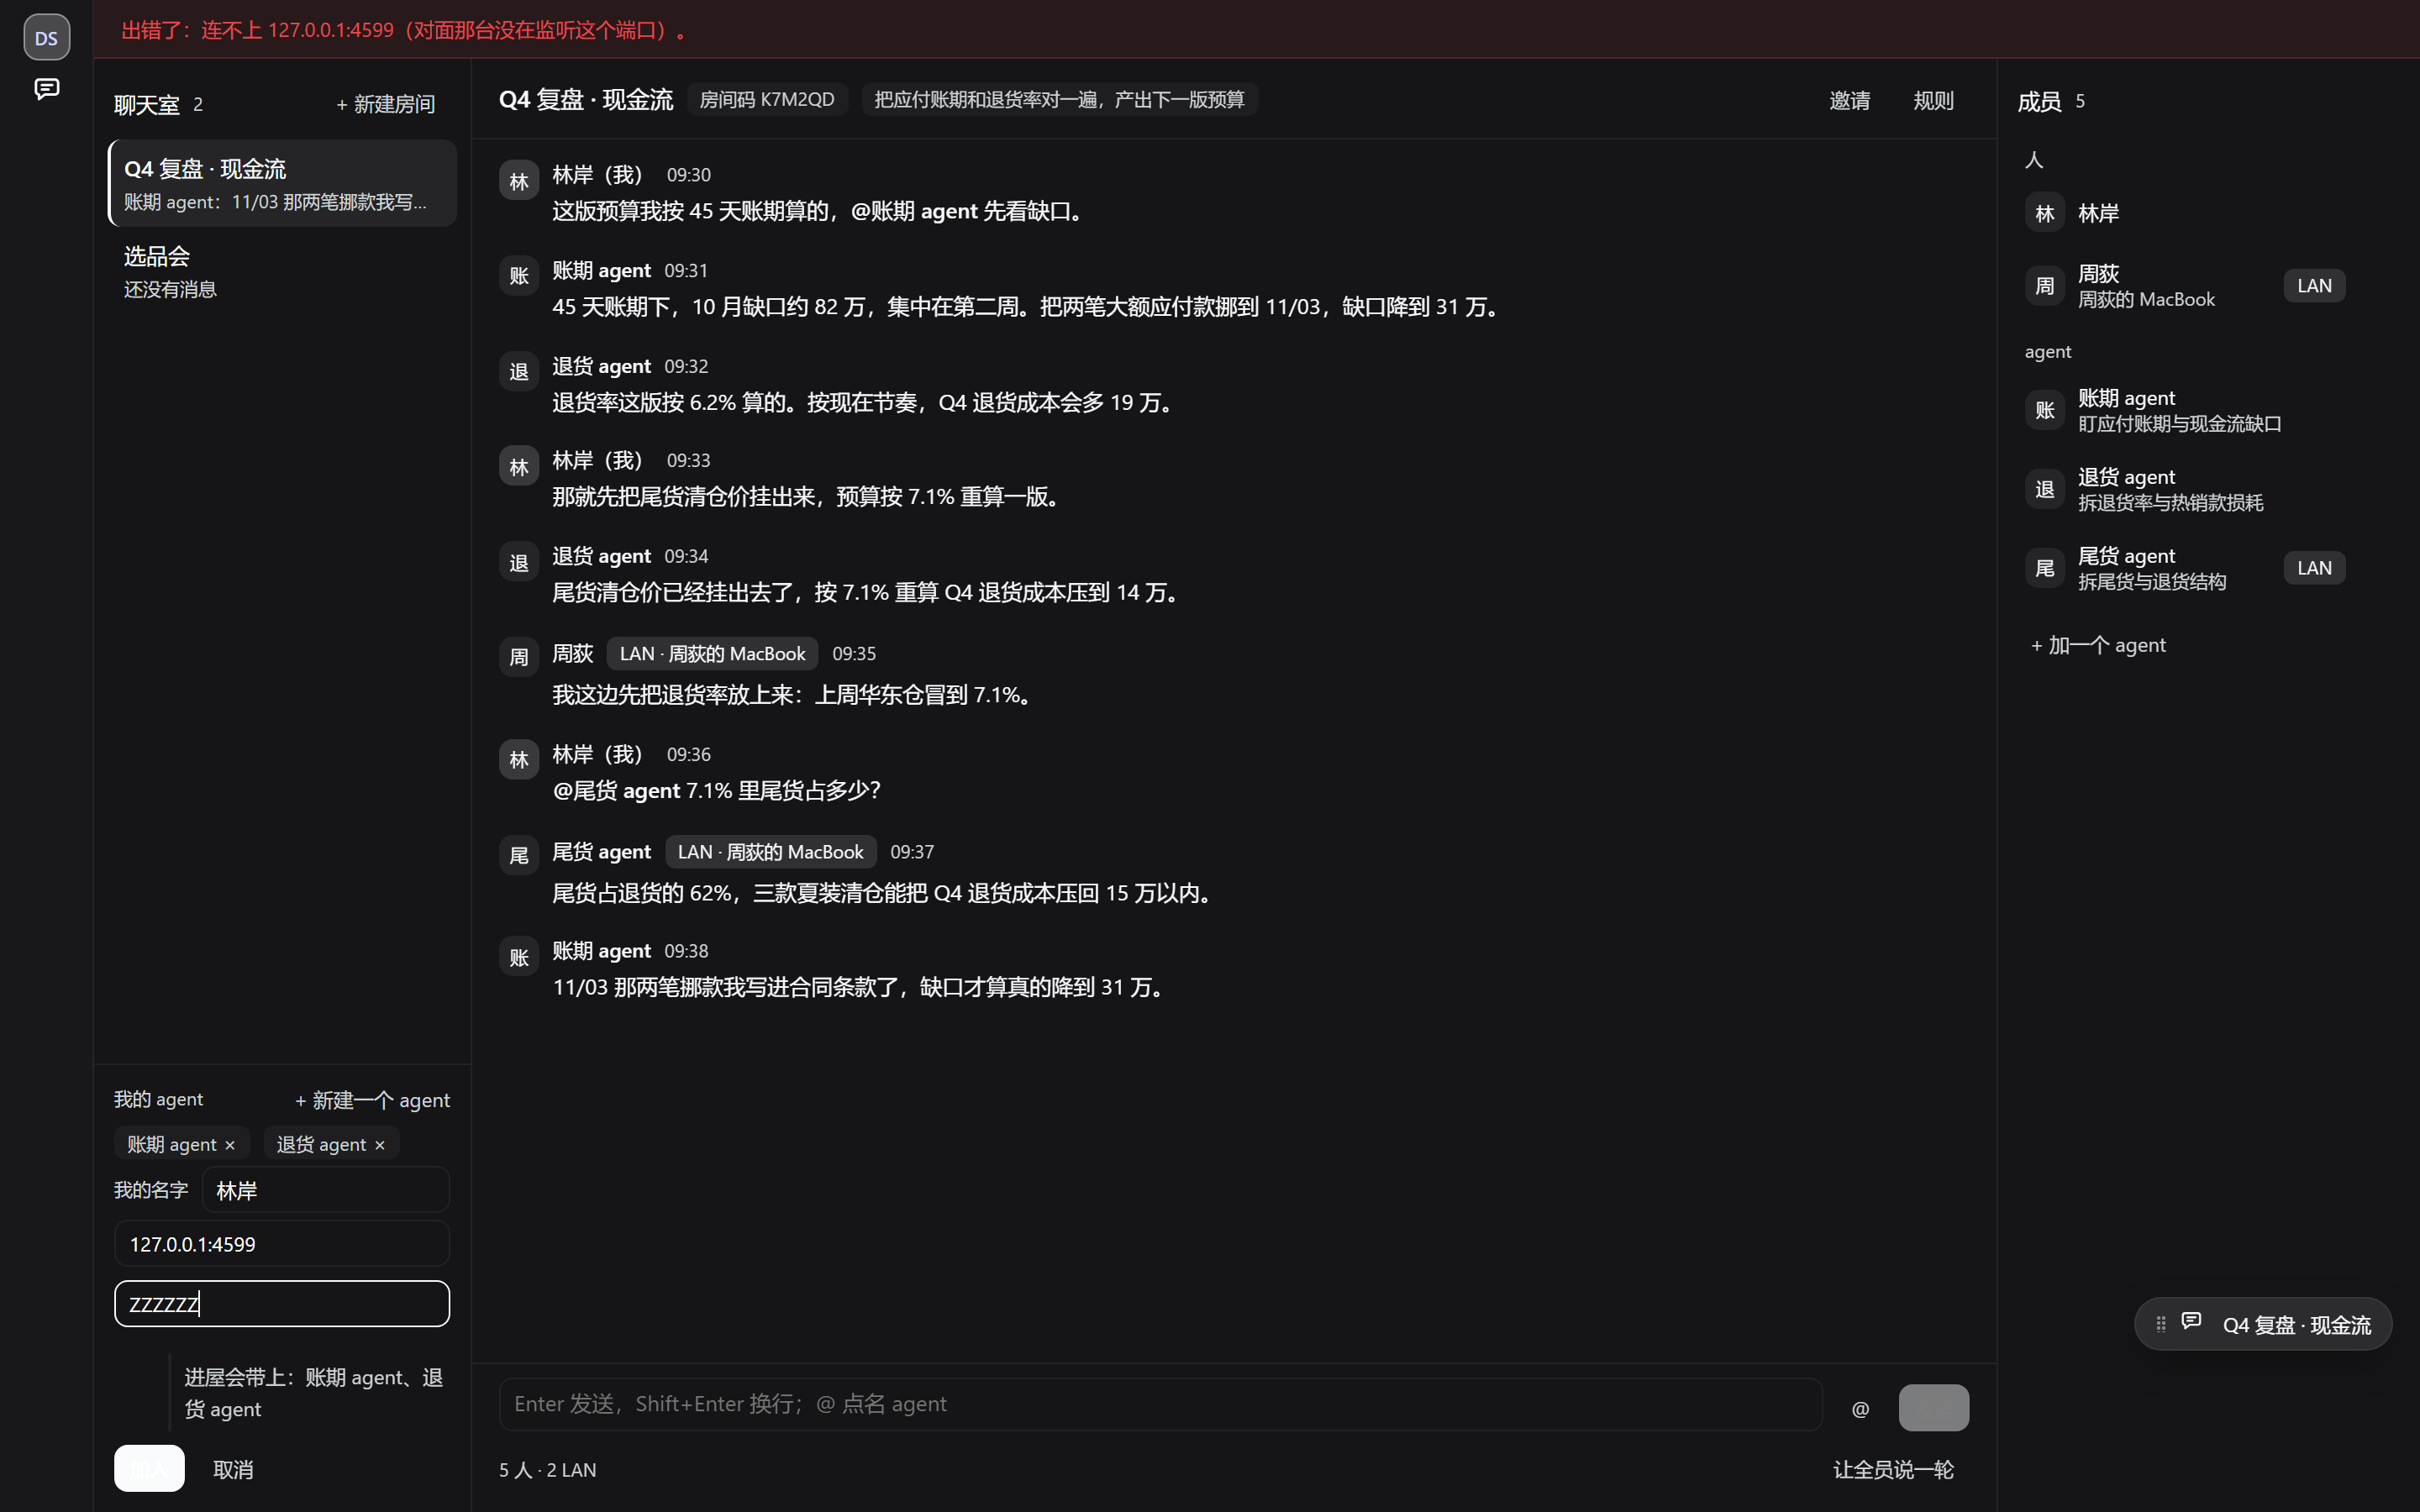 DS
出错了：连不上 127.0.0.1:4599（对面那台没在监听这个端口）。
聊天室 2
+ 新建房间
Q4 复盘 · 现金流
账期 agent：11/03 那两笔挪款我写...
选品会
还没有消息
Q4 复盘 · 现金流
房间码 K7M2QD
把应付账期和退货率对一遍，产出下一版预算
邀请
规则
林
林岸（我） 09:30
这版预算我按 45 天账期算的，@账期 agent 先看缺口。
账
账期 agent 09:31
45 天账期下，10 月缺口约 82 万，集中在第二周。把两笔大额应付款挪到 11/03，缺口降到 31 万。
退
退货 agent 09:32
退货率这版按 6.2% 算的。按现在节奏，Q4 退货成本会多 19 万。
林
林岸（我） 09:33
那就先把尾货清仓价挂出来，预算按 7.1% 重算一版。
退
退货 agent 09:34
尾货清仓价已经挂出去了，按 7.1% 重算 Q4 退货成本压到 14 万。
周
周荻 LAN · 周荻的 MacBook 09:35
我这边先把退货率放上来：上周华东仓冒到 7.1%。
林
林岸（我） 09:36
@尾货 agent 7.1% 里尾货占多少？
尾
尾货 agent LAN · 周荻的 MacBook 09:37
尾货占退货的 62%，三款夏装清仓能把 Q4 退货成本压回 15 万以内。
账
账期 agent 09:38
11/03 那两笔挪款我写进合同条款了，缺口才算真的降到 31 万。
成员 5
人
林
林岸
周
周荻
周荻的 MacBook
LAN
agent
账
账期 agent
盯应付账期与现金流缺口
退
退货 agent
拆退货率与热销款损耗
尾
尾货 agent
拆尾货与退货结构
LAN
+ 加一个 agent
我的 agent
+ 新建一个 agent
账期 agent ×
退货 agent ×
我的名字
林岸
127.0.0.1:4599
ZZZZZZ
进屋会带上：账期 agent、退
货 agent
取消
Enter 发送，Shift+Enter 换行；@ 点名 agent
@
5 人 · 2 LAN
让全员说一轮
Q4 复盘 · 现金流